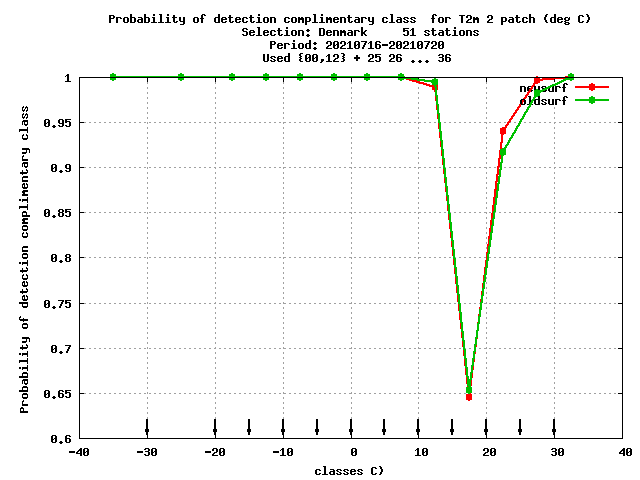 Probability of detection complimentary class  for T2m 2 patch (deg C)
Selection: Denmark     51 stations
Period: 20210716-20210720
Used {00,12} + 25 26 ... 36
newsurf
oldsurf
1
0.95
0.9
0.85
0.8
0.75
0.7
0.65
0.6
-40 -30 -20 -10 0 10 20 30 40
classes C)
Probability of detection complimentary class